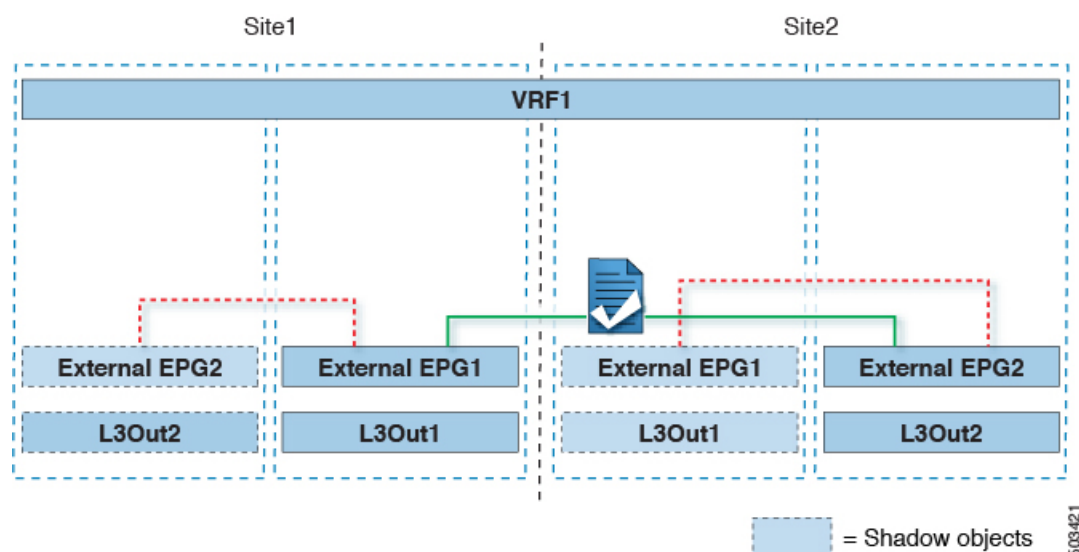 Site1
Site2
VRF1
External EPG2
External EPG1
External EPG1
External EPG2
L3Out2
L3Out1
L3Out1
L3Out2
= Shadow objects
503421